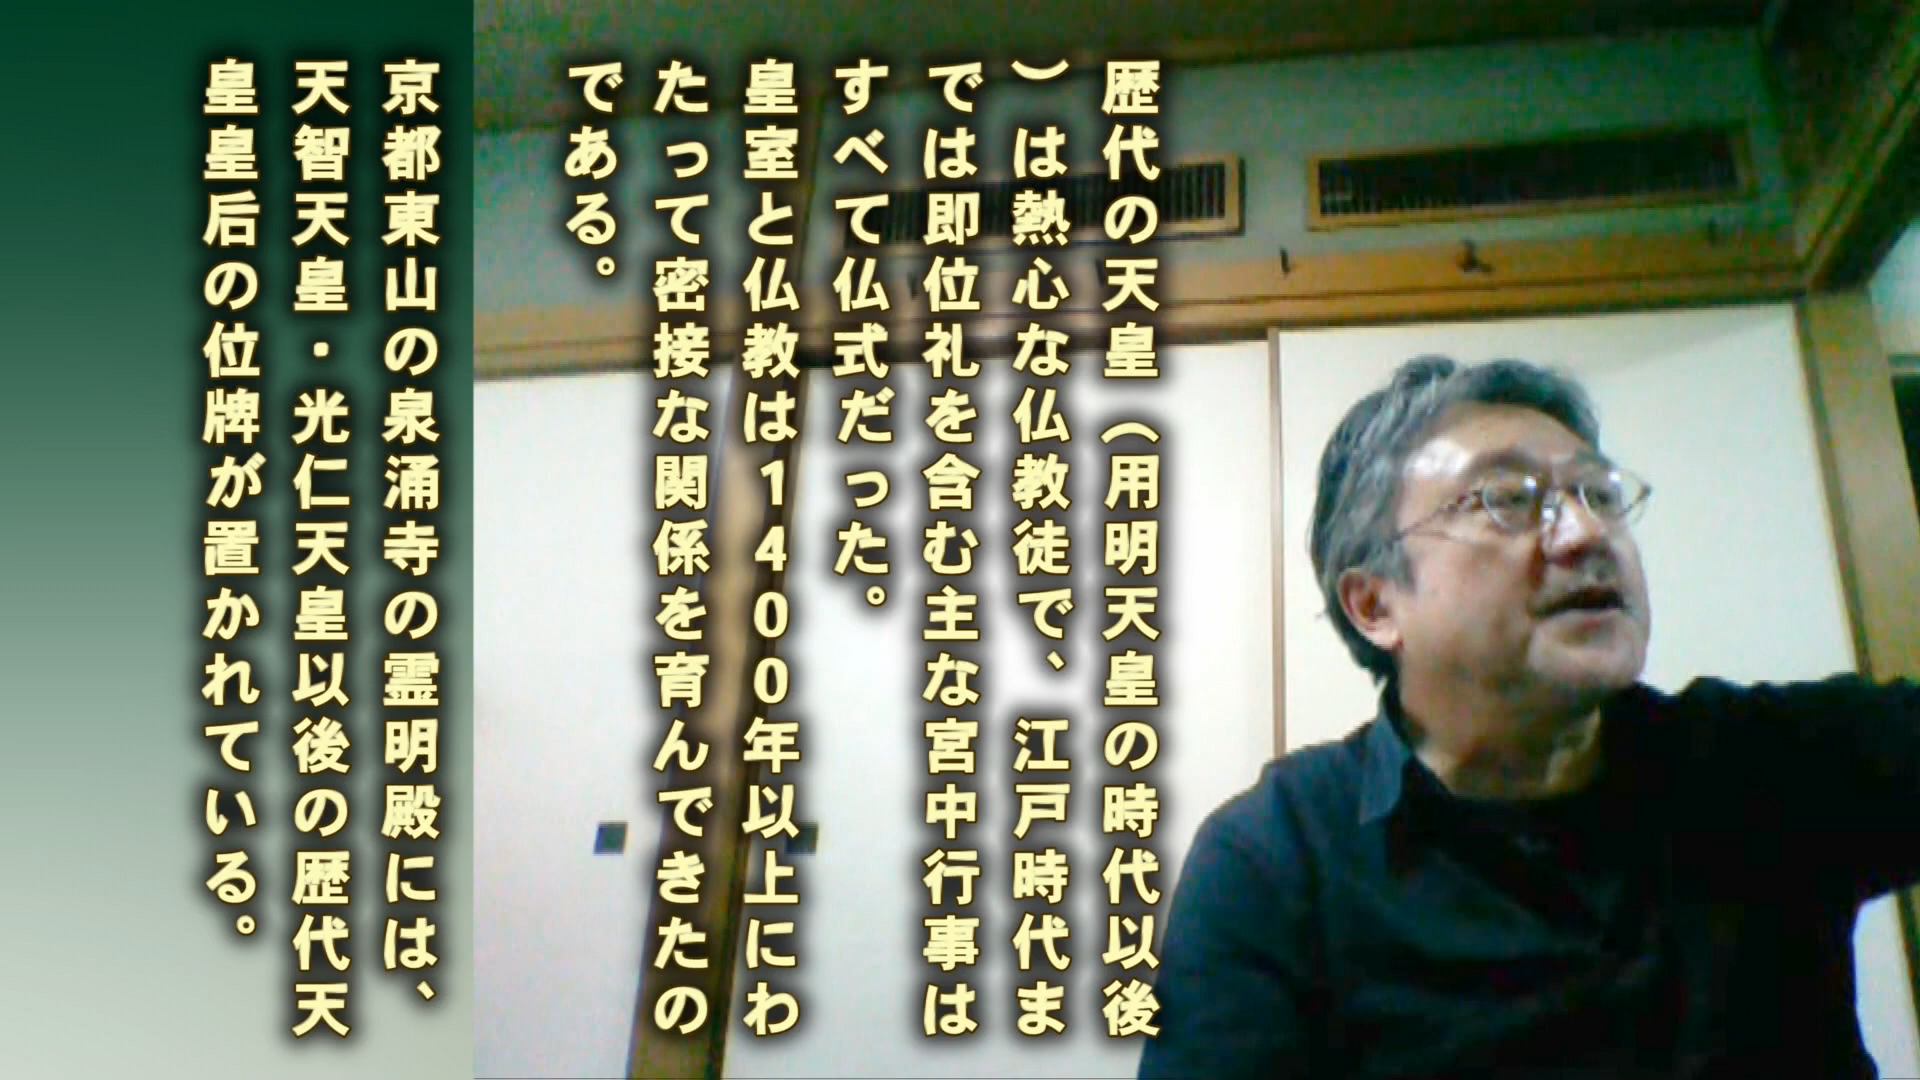 歴代の天皇（用明天皇の時代以後
）は熱心な仏教徒で、江戸時代ま
では即位礼を含む主な宮中行事は
すべて仏式だった。
皇室と仏教は1400年以上にわ
たって密接な関係を育んできたの
である。
京都東山の泉涌寺の霊明殿には、
天智天皇・光仁天皇以後の歴代天
皇皇后の位牌が置かれている。